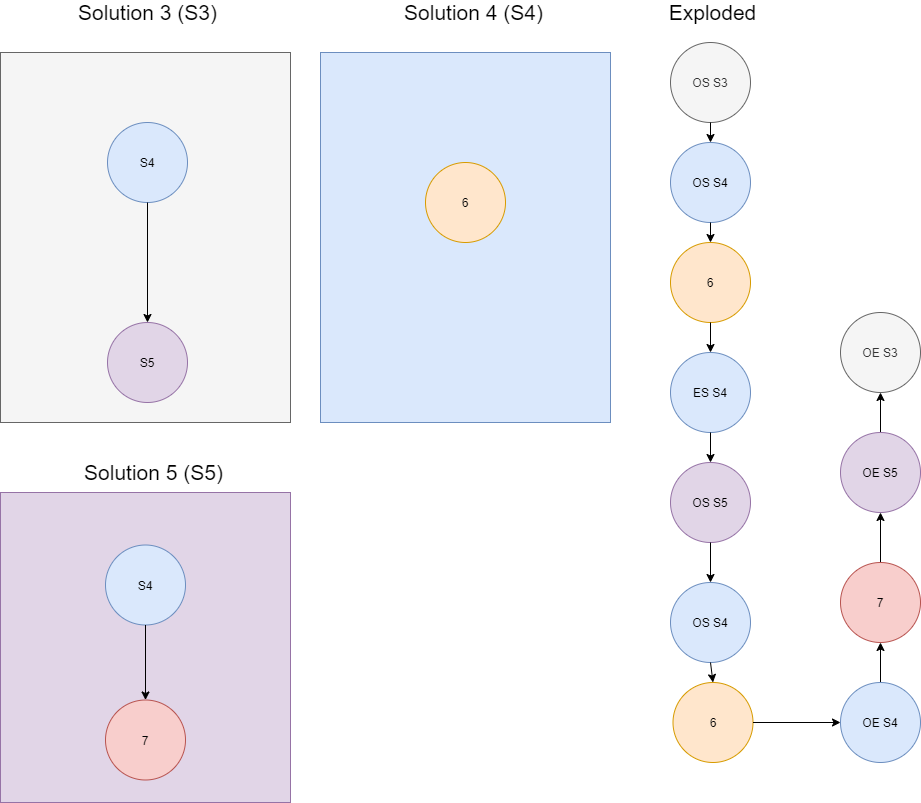 Solution 3 (S3)
S4
S5
Solution 4 (S4)
6
Solution 5 (S5)
S4
7
Exploded
OS S3
OS S4
6
ES S4
OS S5
OS S4
6
OE S4
7
OE S5
OE S3